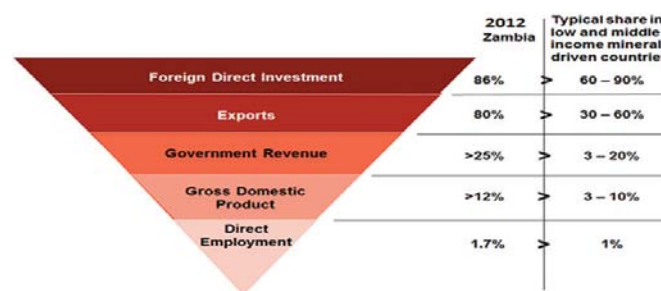 2012
Zambia
Typical share in
low and middle
income mineral
driven countrie
Foreign Direct Investment 86% > 60 – 90%
Exports 80% > 30 – 60%
Government Revenue >25% > 3 – 20%
Gross Domestic
Product >12% > 3 – 10%
Direct
Employment 1.7% > 1%